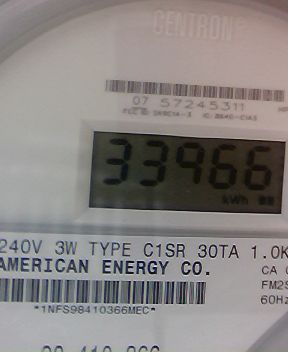 CENTRON
07 57245311
33966
kWh
240V 3W TYPE C1SR 30TA 1.0K
AMERICAN ENERGY CO.
CA
FM2S
60Hz
*1NFS98410366MEC*